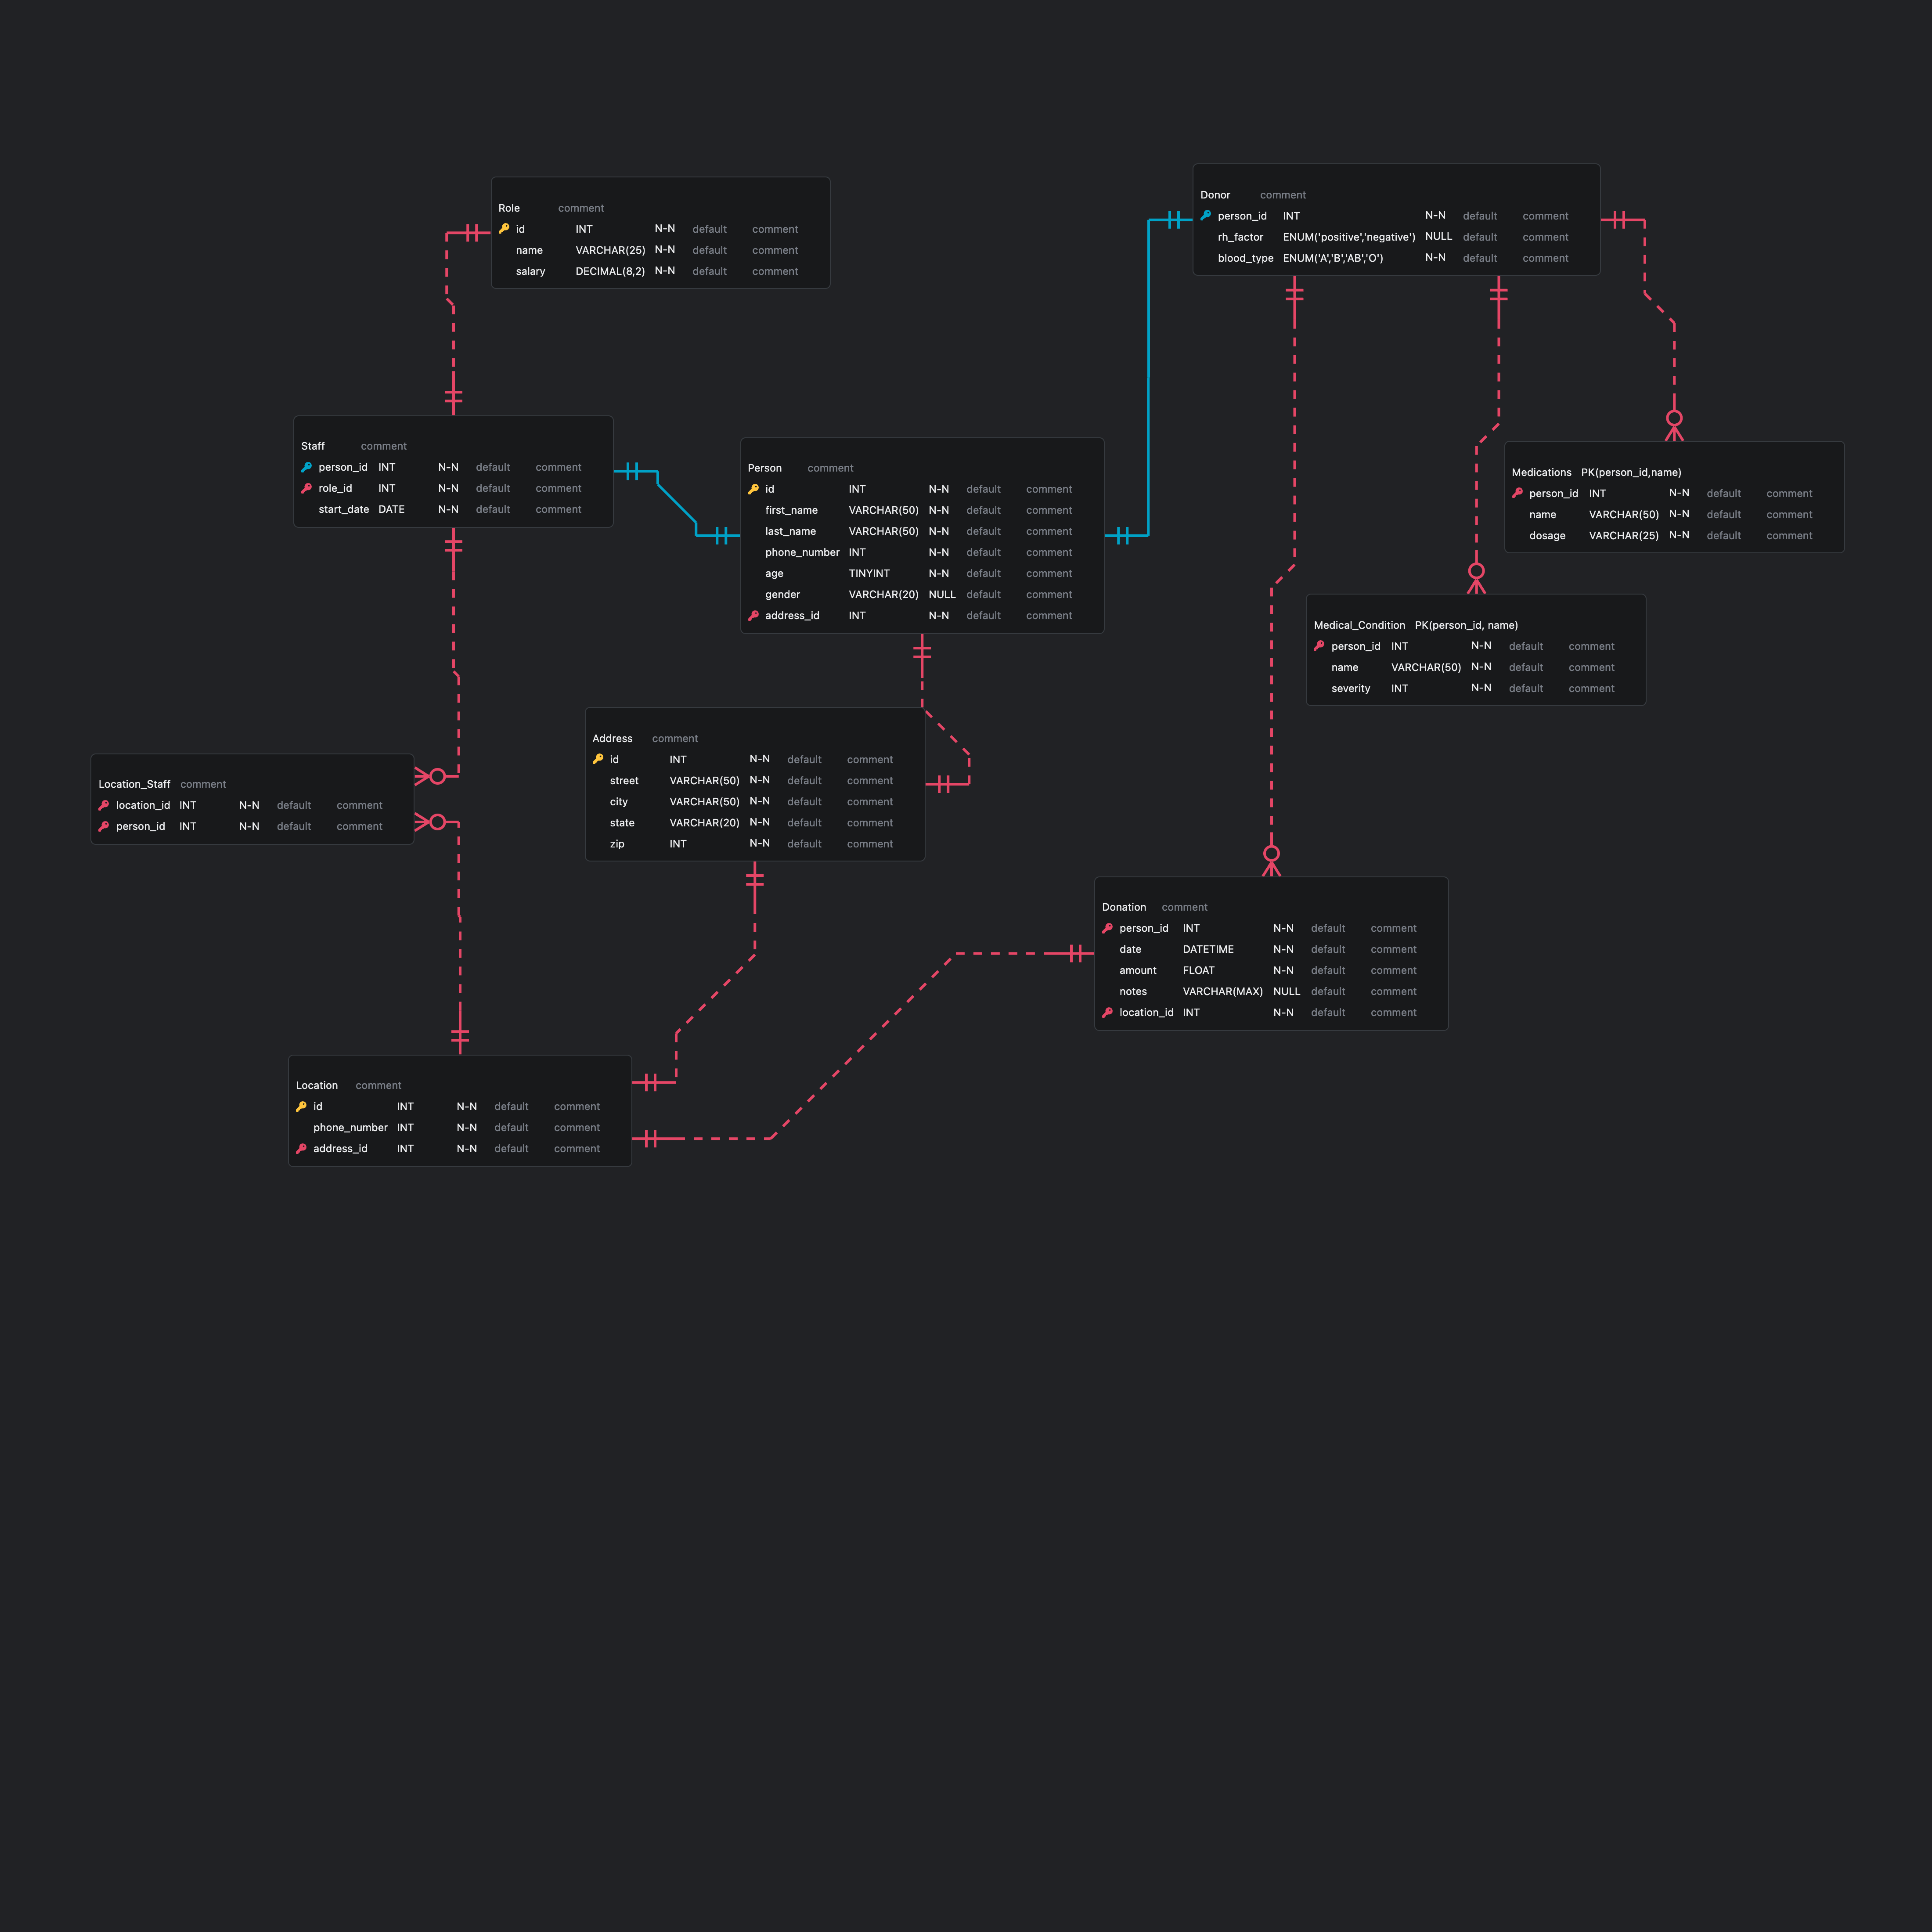 Role comment
id INT N-N default comment
name VARCHAR(25) N-N default comment
salary DECIMAL(8,2) N-N default comment
Donor comment
person_id INT N-N default comment
rh_factor ENUM('positive','negative') NULL default comment
blood_type ENUM('A','B','AB','O') N-N default comment
Staff comment
person_id INT N-N default comment
role_id INT N-N default comment
start_date DATE N-N default comment
Person comment
id INT N-N default comment
first_name VARCHAR(50) N-N default comment
last_name VARCHAR(50) N-N default comment
phone_number INT N-N default comment
age TINYINT N-N default comment
gender VARCHAR(20) NULL default comment
address_id INT N-N default comment
Medications PK(person_id,name)
person_id INT N-N default comment
name VARCHAR(50) N-N default comment
dosage VARCHAR(25) N-N default comment
Medical_Condition PK(person_id, name)
person_id INT N-N default comment
name VARCHAR(50) N-N default comment
severity INT N-N default comment
Address comment
id INT N-N default comment
street VARCHAR(50) N-N default comment
city VARCHAR(50) N-N default comment
state VARCHAR(20) N-N default comment
zip INT N-N default comment
Location_Staff comment
location_id INT N-N default comment
person_id INT N-N default comment
Donation comment
person_id INT N-N default comment
date DATETIME N-N default comment
amount FLOAT N-N default comment
notes VARCHAR(MAX) NULL default comment
location_id INT N-N default comment
Location comment
id INT N-N default comment
phone_number INT N-N default comment
address_id INT N-N default comment